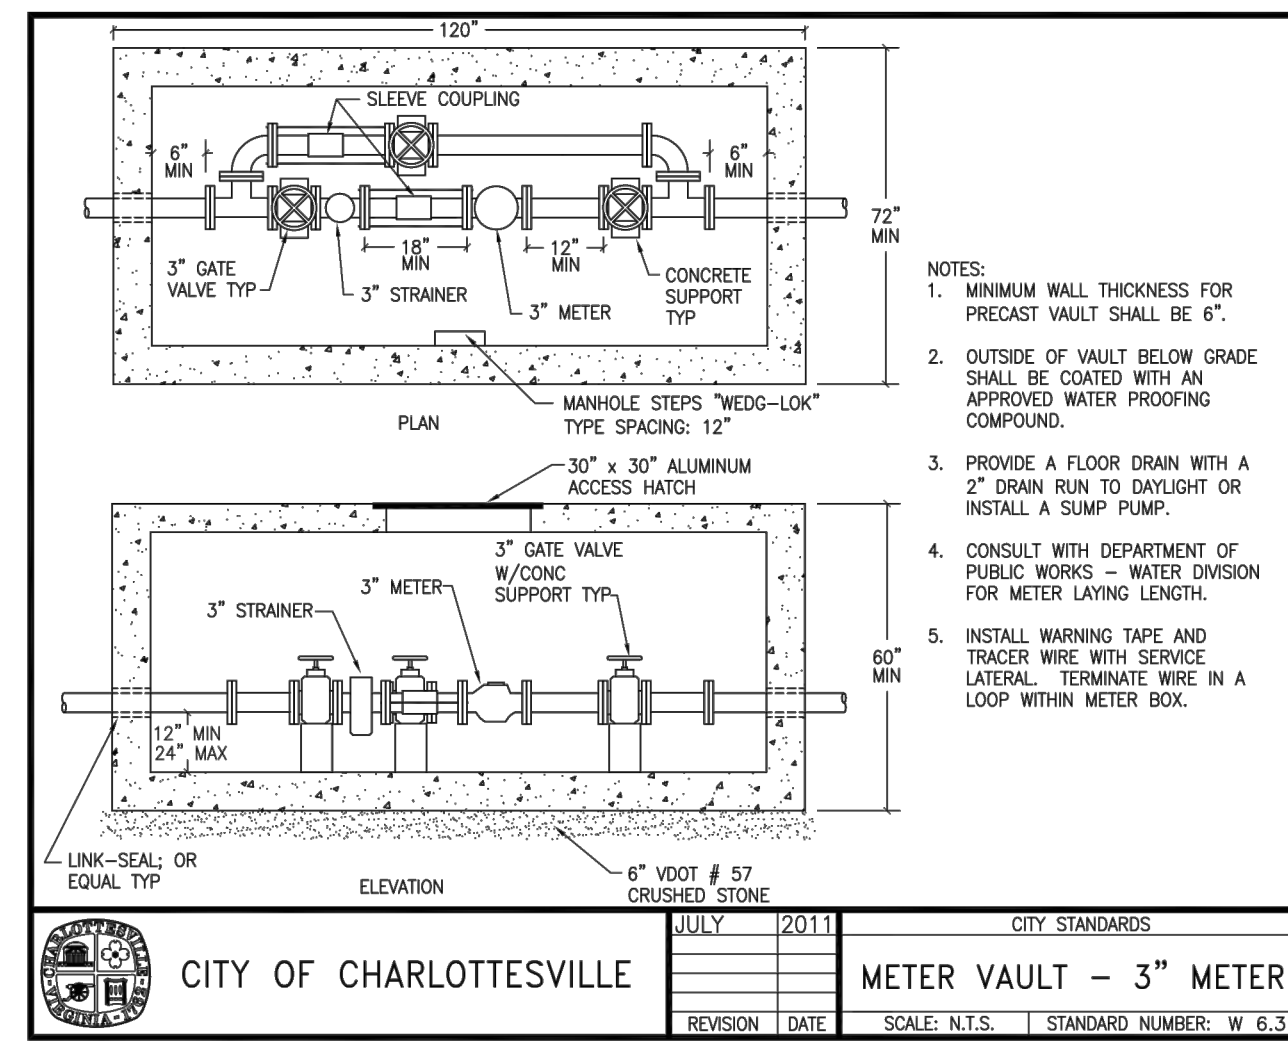 120"
SLEEVE COUPLING
6"
MIN
6"
MIN
72"
MIN
18"
MIN
12"
MIN
3" GATE
VALVE TYP
3" STRAINER
3" METER
CONCRETE
SUPPORT
TYP
MANHOLE STEPS "WEDG-LOK"
TYPE SPACING: 12"
PLAN
30" x 30" ALUMINUM
ACCESS HATCH
3" GATE VALVE
W/CONC
SUPPORT TYP
3" METER
3" STRAINER
60"
MIN
12" MIN
24" MAX
LINK-SEAL; OR
EQUAL TYP
ELEVATION
6" VDOT # 57
CRUSHED STONE
NOTES:
1. MINIMUM WALL THICKNESS FOR
PRECAST VAULT SHALL BE 6".
2. OUTSIDE OF VAULT BELOW GRADE
SHALL BE COATED WITH AN
APPROVED WATER PROOFING
COMPOUND.
3. PROVIDE A FLOOR DRAIN WITH A
2" DRAIN RUN TO DAYLIGHT OR
INSTALL A SUMP PUMP.
4. CONSULT WITH DEPARTMENT OF
PUBLIC WORKS - WATER DIVISION
FOR METER LAYING LENGTH.
5. INSTALL WARNING TAPE AND
TRACER WIRE WITH SERVICE
LATERAL. TERMINATE WIRE IN A
LOOP WITHIN METER BOX.
CHARLOTTESVILLE
VIRGINIA-1762
CITY OF CHARLOTTESVILLE
JULY 2011
REVISION DATE
CITY STANDARDS
METER VAULT - 3" METER
SCALE: N.T.S. STANDARD NUMBER: W 6.3